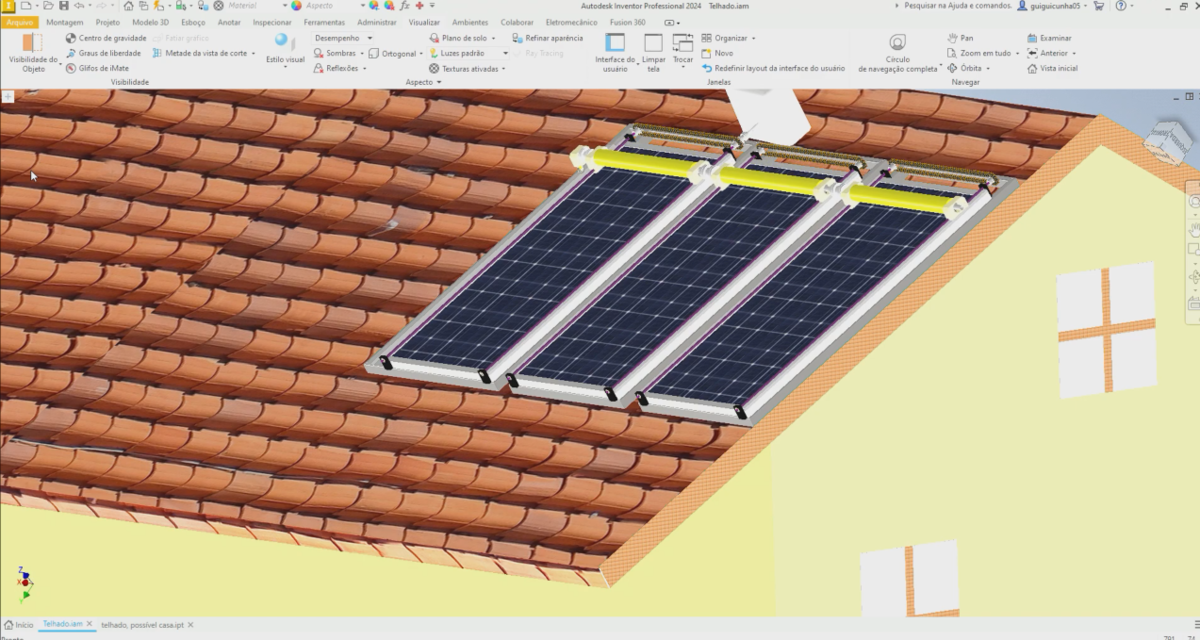 Material
Aspecto
Autodesk Inventor Professional 2024 Telhado.iam
Pesquisar na Ajuda e comandos.
guiguicunha05
Arquivo Montagem Projeto Modelo 3D Esboço Anotar Inspecionar Ferramentas Administrar Visualizar Ambientes Colaborar Eletromecânico Fusion 360
Visibilidade do Objeto
Centro de gravidade
Graus de liberdade
Glifos de iMate
Fatiar gráfico
Metade da vista de corte
Visibilidade
Estilo visual
Desempenho
Sombras
Reflexões
Ortogonal
Plano de solo
Luzes padrão
Texturas ativadas
Refinar aparência
Ray Tracing
Aspecto
Interface do usuário
Limpar tela
Trocar
Organizar
Novo
Redefinir layout da interface do usuário
Janelas
Círculo de navegação completa
Pan
Zoom em tudo
Órbita
Examinar
Anterior
Vista inicial
Navegar
Z
X
Y
Início
Telhado.iam
telhado, possível casa.ipt
Pronto